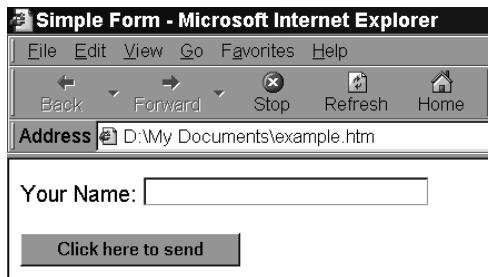 Simple Form - Microsoft Internet Explorer
File Edit View Go Favorites Help
Back Forward Stop Refresh Home
Address D:\My Documents\example.htm
Your Name:
Click here to send